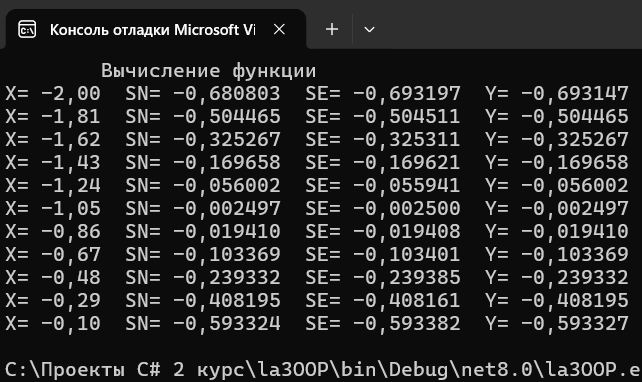 Консоль отладки Microsoft Vi
Вычисление функции
X= -2,00 SN= -0,680803 SE= -0,693197 Y= -0,693147
X= -1,81 SN= -0,504465 SE= -0,504511 Y= -0,504465
X= -1,62 SN= -0,325267 SE= -0,325311 Y= -0,325267
X= -1,43 SN= -0,169658 SE= -0,169621 Y= -0,169658
X= -1,24 SN= -0,056002 SE= -0,055941 Y= -0,056002
X= -1,05 SN= -0,002497 SE= -0,002500 Y= -0,002497
X= -0,86 SN= -0,019410 SE= -0,019408 Y= -0,019410
X= -0,67 SN= -0,103369 SE= -0,103401 Y= -0,103369
X= -0,48 SN= -0,239332 SE= -0,239385 Y= -0,239332
X= -0,29 SN= -0,408195 SE= -0,408161 Y= -0,408195
X= -0,10 SN= -0,593324 SE= -0,593382 Y= -0,593327
C:\Проекты C# 2 курс\la3OOP\bin\Debug\net8.0\la3OOP.e